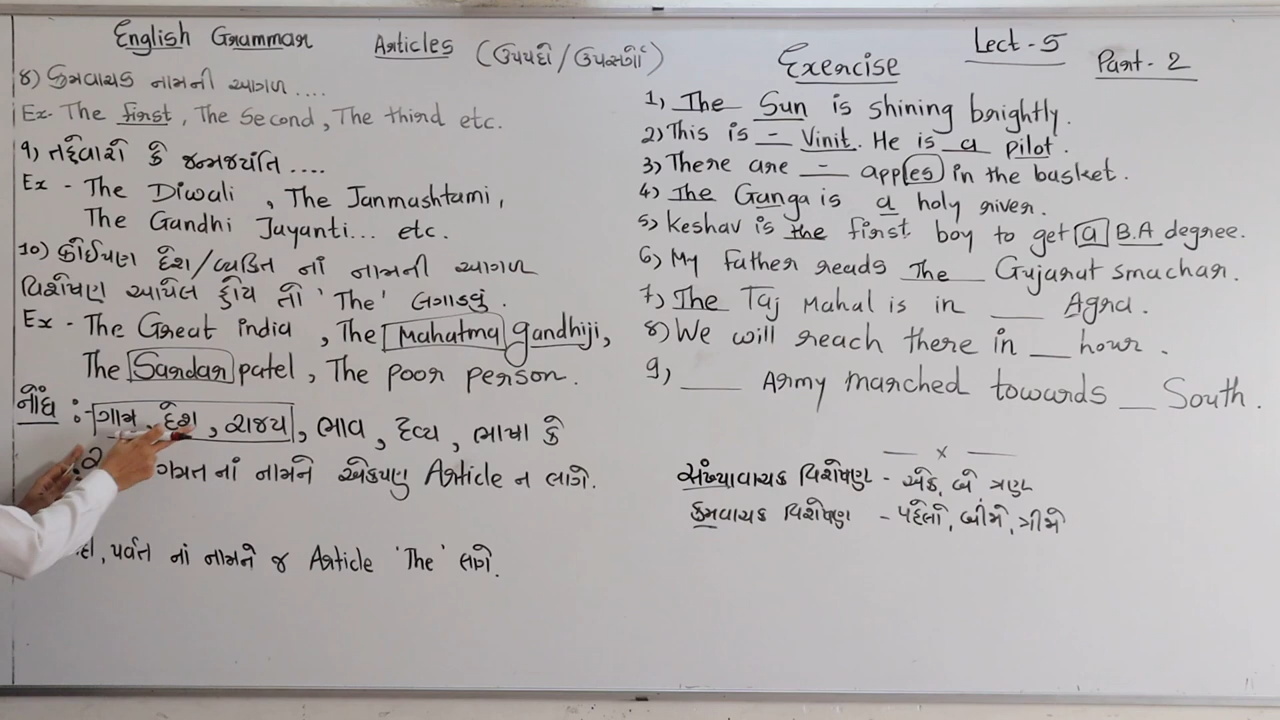 English Grammar Articles (ઉપપદો/ઉપસર્ગો)
૪) ક્રમવાચક નામની આગળ ....
Ex. The first, The Second, The third etc.
9) તહેવારો કે જન્મજયંતિ ....
Ex - The Diwali, The Janmashtami,
The Gandhi Jayanti... etc.
10) કોઈપણ દેશ/વ્યક્તિ નાં નામની આગળ
વિશેષણ આપેલ હોય તો 'The' લગાડવું.
Ex - The Great india, The Mahatma gandhiji,
The Sardar patel, The poor person.
નોંધ :- ગામ, દેશ, રાજ્ય, ભાવ, દ્રવ્ય, ભાષા કે
નાં નામને એકપણ Article ન લાગે.
પર્વત નાં નામને જ Article 'The' લાગે.
Lect - 5
Exercise Part - 2
1) The Sun is shining brightly.
2) This is - Vinit. He is a pilot.
3) There are - apples in the basket.
4) The Ganga is a holy river.
5) Keshav is the first boy to get a B.A degree.
6) My father reads The Gujarat smachar.
7) The Taj Mahal is in ___ Agra.
8) We will reach there in ___ hour.
9) ___ Army marched towards ___ South.
— x —
સંખ્યાવાચક વિશેષણ - એક, બે ત્રણ
ક્રમવાચક વિશેષણ - પહેલો, બીજો, ત્રીજો